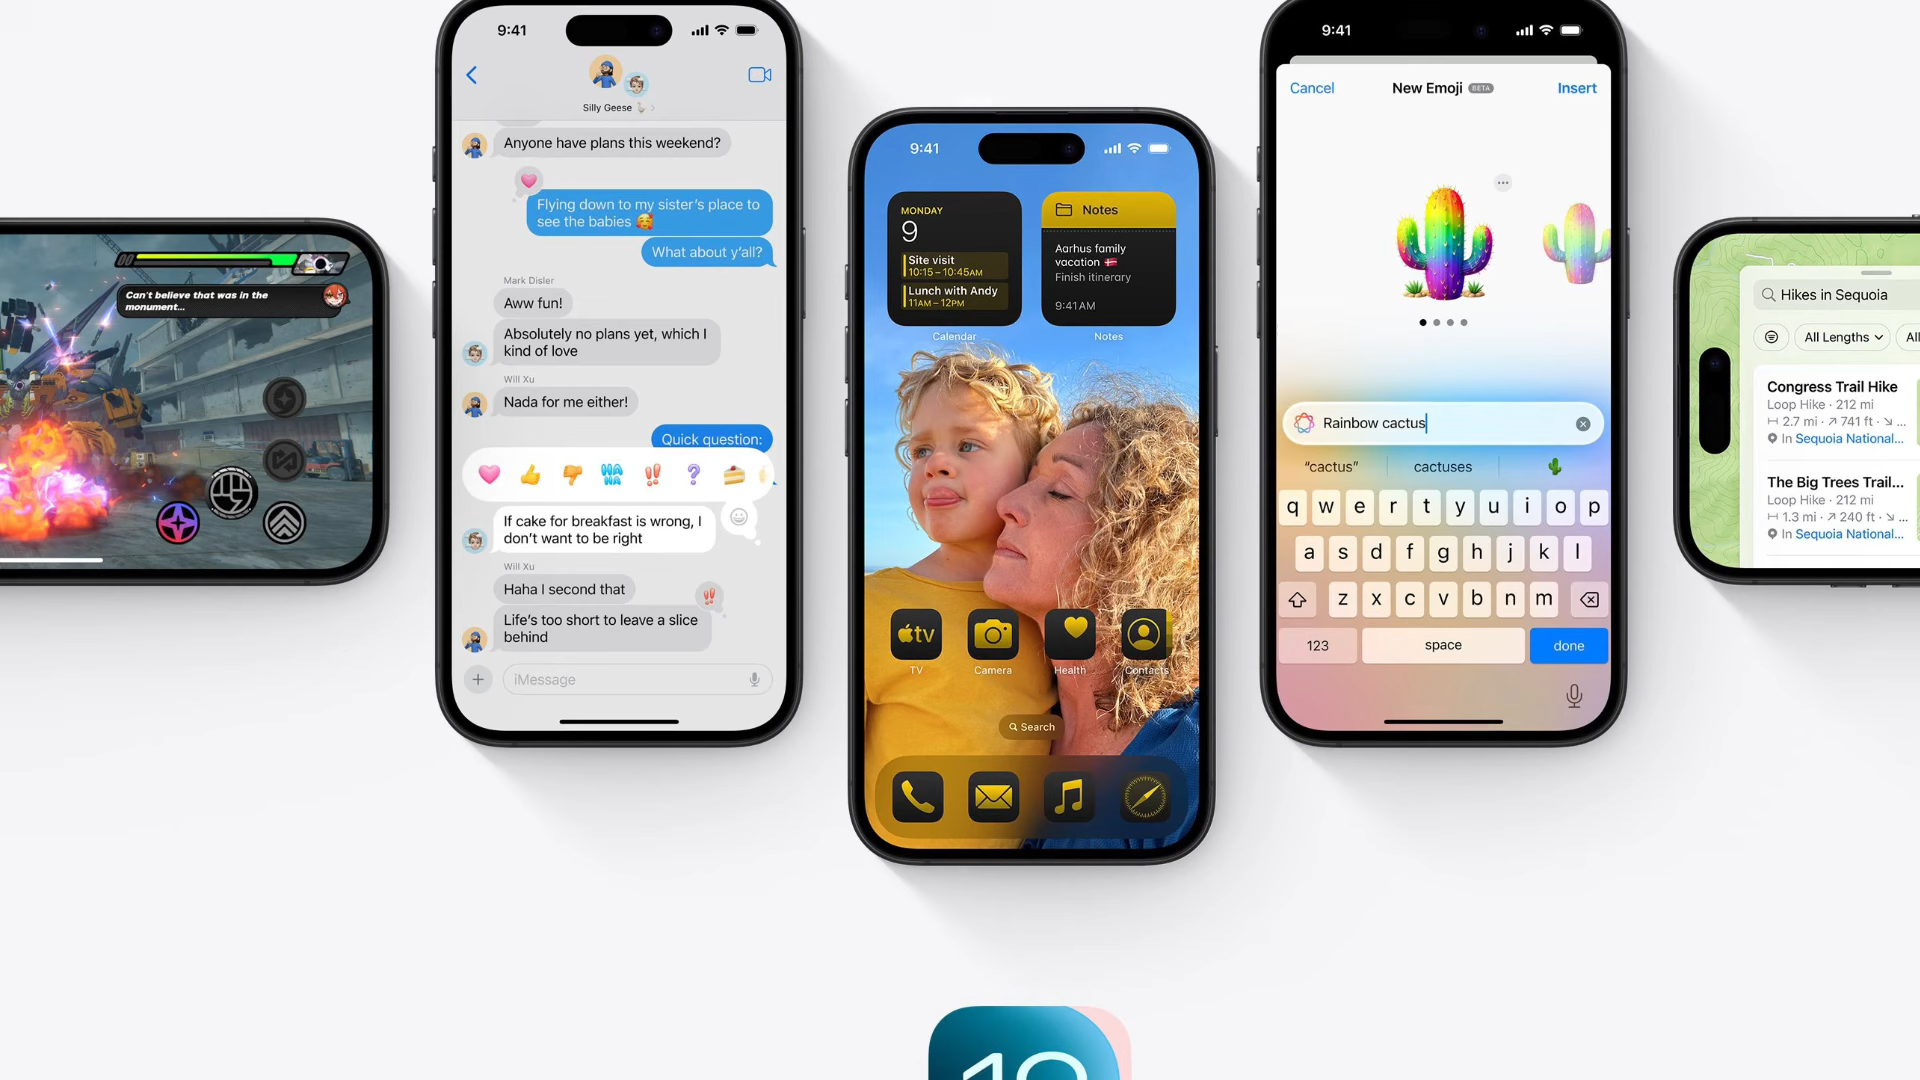 Can't believe that was in the
monument...
9:41
Silly Geese
Anyone have plans this weekend?
Flying down to my sister's place to
see the babies 🥰
What about y'all?
Mark Disler
Aww fun!
Absolutely no plans yet, which I
kind of love
Will Xu
Nada for me either!
Quick question:
HA HA
If cake for breakfast is wrong, I
don't want to be right
Will Xu
Haha I second that
Life's too short to leave a slice
behind
iMessage
9:41
MONDAY
9
Site visit
10:15 – 10:45AM
Lunch with Andy
11AM – 12PM
Calendar
Notes
Aarhus family
vacation 🇩🇰
Finish itinerary
9:41AM
Notes
tv
TV
Camera
Health
Contacts
Search
9:41
Cancel
New Emoji BETA
Insert
Rainbow cactus
“cactus” cactuses
q w e r t y u i o p
a s d f g h j k l
z x c v b n m
123 space done
Hikes in Sequoia
All Lengths
Congress Trail Hike
Loop Hike · 212 mi
2.7 mi · 741 ft · ...
In Sequoia National...
The Big Trees Trail...
Loop Hike · 212 mi
1.3 mi · 240 ft · ...
In Sequoia National...